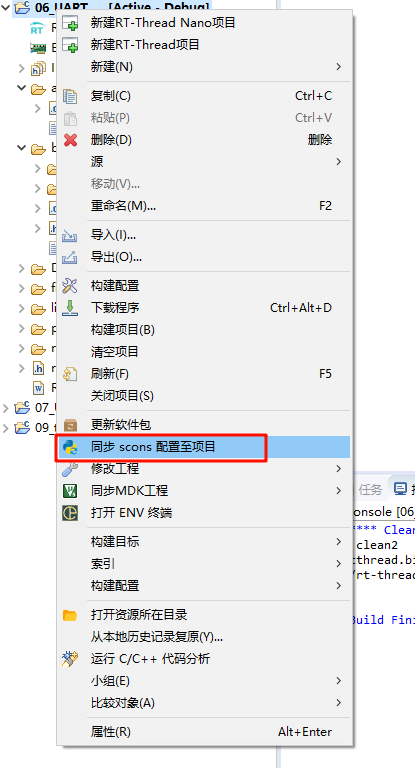 06_UART [Active - Debug]
新建RT-Thread Nano项目
新建RT-Thread项目
新建(N)
复制(C) Ctrl+C
粘贴(P) Ctrl+V
删除(D) 删除
源
移动(V)...
重命名(M)... F2
导入(I)...
导出(O)...
构建配置
下载程序 Ctrl+Alt+D
构建项目(B)
清空项目
刷新(F) F5
关闭项目(S)
07_U
更新软件包
09_
同步 scons 配置至项目
修改工程
任务
同步MDK工程
打开 ENV 终端
onsole [06_
**** Clean
构建目标
clean2
索引
thread.bi
构建配置
rt-thread
打开资源所在目录
Build Fini
从本地历史记录复原(Y)...
运行 C/C++ 代码分析
小组(E)
比较对象(A)
属性(R) Alt+Enter